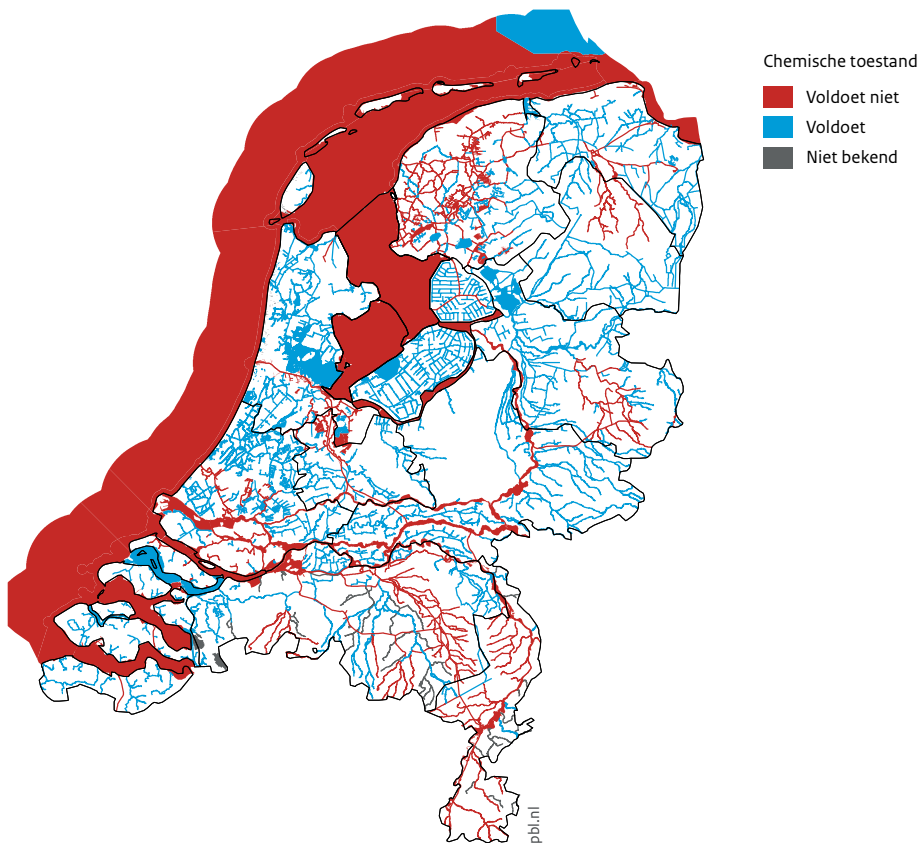 Chemische toestand
Voldoet niet
Voldoet
Niet bekend
pbl.nl